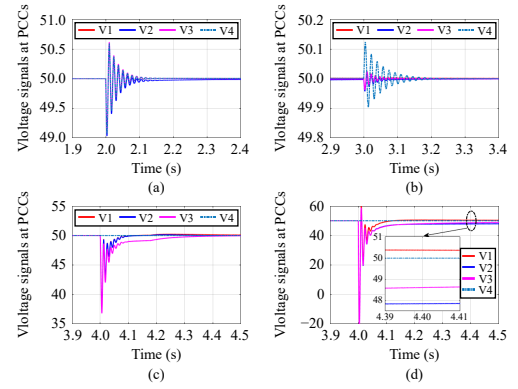 (a)
(b)
V1 V2 V3 V4
V1 V2 V3 V4
Vloltage signals at PCCs
51.0
50.5
50.0
49.5
49.0
1.9 2.0 2.1 2.2 2.3 2.4
Time (s)
(a)
Vloltage signals at PCCs
50.2
50.1
50.0
49.9
49.8
2.9 3.0 3.1 3.2 3.3 3.4
Time (s)
(b)
V1 V2 V3 V4
Vloltage signals at PCCs
55
50
45
40
35
3.9 4.0 4.1 4.2 4.3 4.4 4.5
Time (s)
(c)
Vloltage signals at PCCs
60
40
20
0
−20
51
50
49
48
4.39 4.40 4.41
V1
V2
V3
V4
3.9 4.0 4.1 4.2 4.3 4.4 4.5
Time (s)
(d)